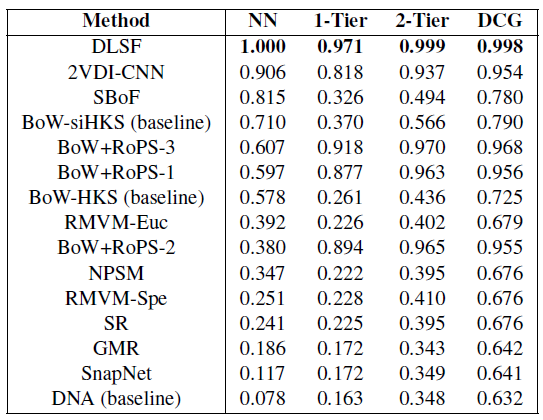 Method NN 1-Tier 2-Tier DCG
DLSF 1.000 0.971 0.999 0.998
2VDI-CNN 0.906 0.818 0.937 0.954
SBoF 0.815 0.326 0.494 0.780
BoW-siHKS (baseline) 0.710 0.370 0.566 0.790
BoW+RoPS-3 0.607 0.918 0.970 0.968
BoW+RoPS-1 0.597 0.877 0.963 0.956
BoW-HKS (baseline) 0.578 0.261 0.436 0.725
RMVM-Euc 0.392 0.226 0.402 0.679
BoW+RoPS-2 0.380 0.894 0.965 0.955
NPSM 0.347 0.222 0.395 0.676
RMVM-Spe 0.251 0.228 0.410 0.676
SR 0.241 0.225 0.395 0.676
GMR 0.186 0.172 0.343 0.642
SnapNet 0.117 0.172 0.349 0.641
DNA (baseline) 0.078 0.163 0.348 0.632